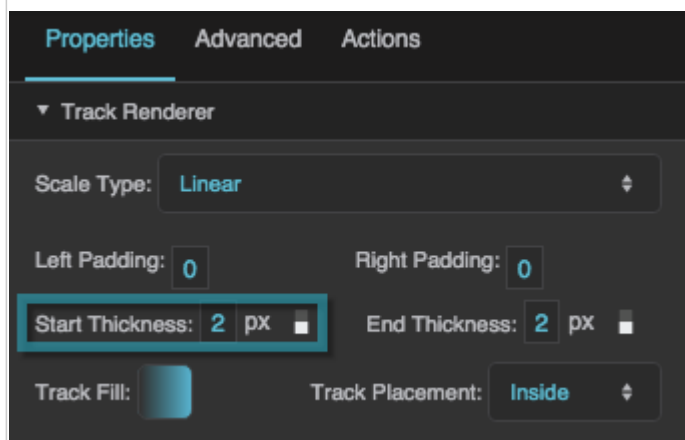 Properties Advanced Actions
Track Renderer
Scale Type: Linear
Left Padding: 0 Right Padding: 0
Start Thickness: 2 px End Thickness: 2 px
Track Fill: Track Placement: Inside